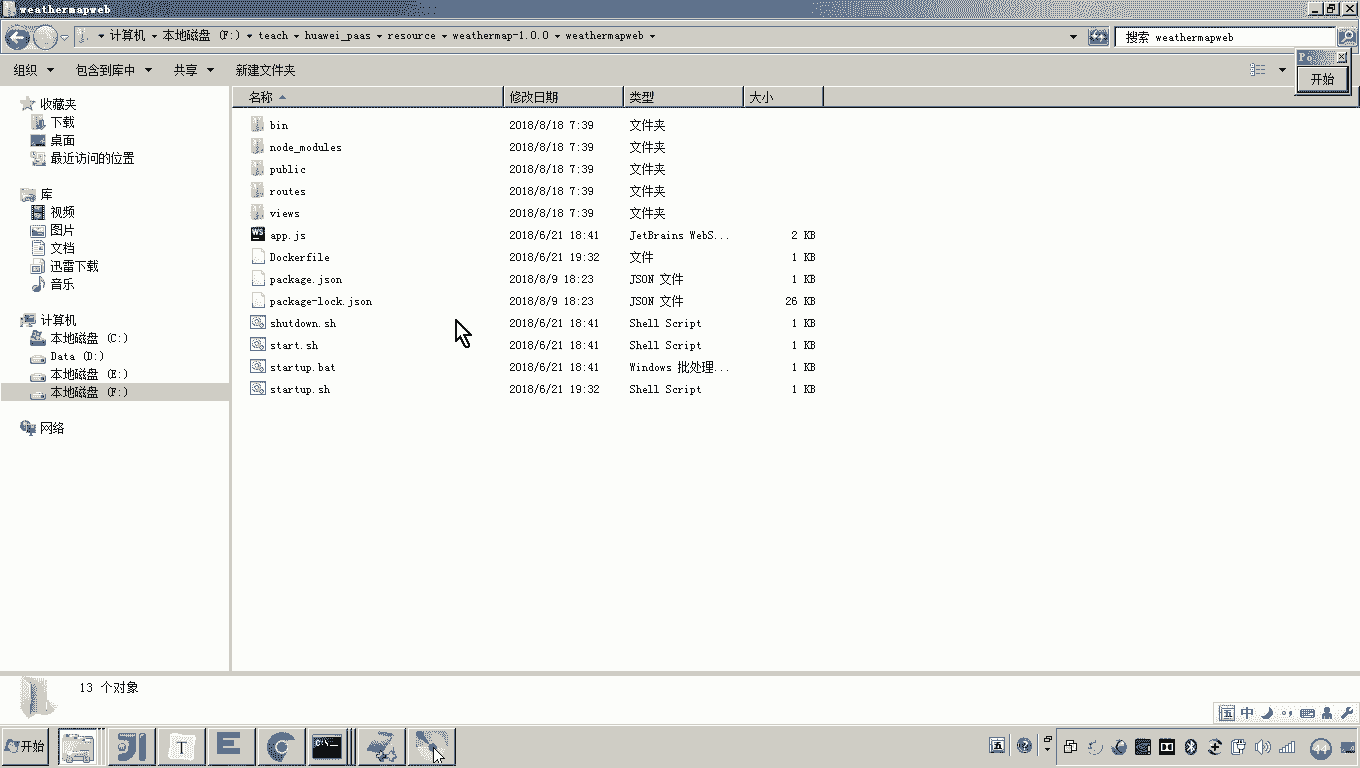 weathermapweb
计算机 本地磁盘 (F:) teach huawei_paas resource weathermap-1.0.0 weathermapweb
搜索 weathermapweb
组织 包含到库中 共享 新建文件夹
开始
名称 修改日期 类型 大小
收藏夹
下载
桌面
最近访问的位置
库
视频
图片
文档
迅雷下载
音乐
计算机
本地磁盘 (C:)
Data (D:)
本地磁盘 (E:)
本地磁盘 (F:)
网络
bin 2018/8/18 7:39 文件夹
node_modules 2018/8/18 7:39 文件夹
public 2018/8/18 7:39 文件夹
routes 2018/8/18 7:39 文件夹
views 2018/8/18 7:39 文件夹
app.js 2018/6/21 18:41 JetBrains WebS... 2 KB
Dockerfile 2018/6/21 19:32 文件 1 KB
package.json 2018/8/9 18:23 JSON 文件 1 KB
package-lock.json 2018/8/9 18:23 JSON 文件 26 KB
shutdown.sh 2018/6/21 18:41 Shell Script 1 KB
start.sh 2018/6/21 18:41 Shell Script 1 KB
startup.bat 2018/6/21 18:41 Windows 批处理... 1 KB
startup.sh 2018/6/21 19:32 Shell Script 1 KB
13 个对象
五 中
开始
T
E
五
44